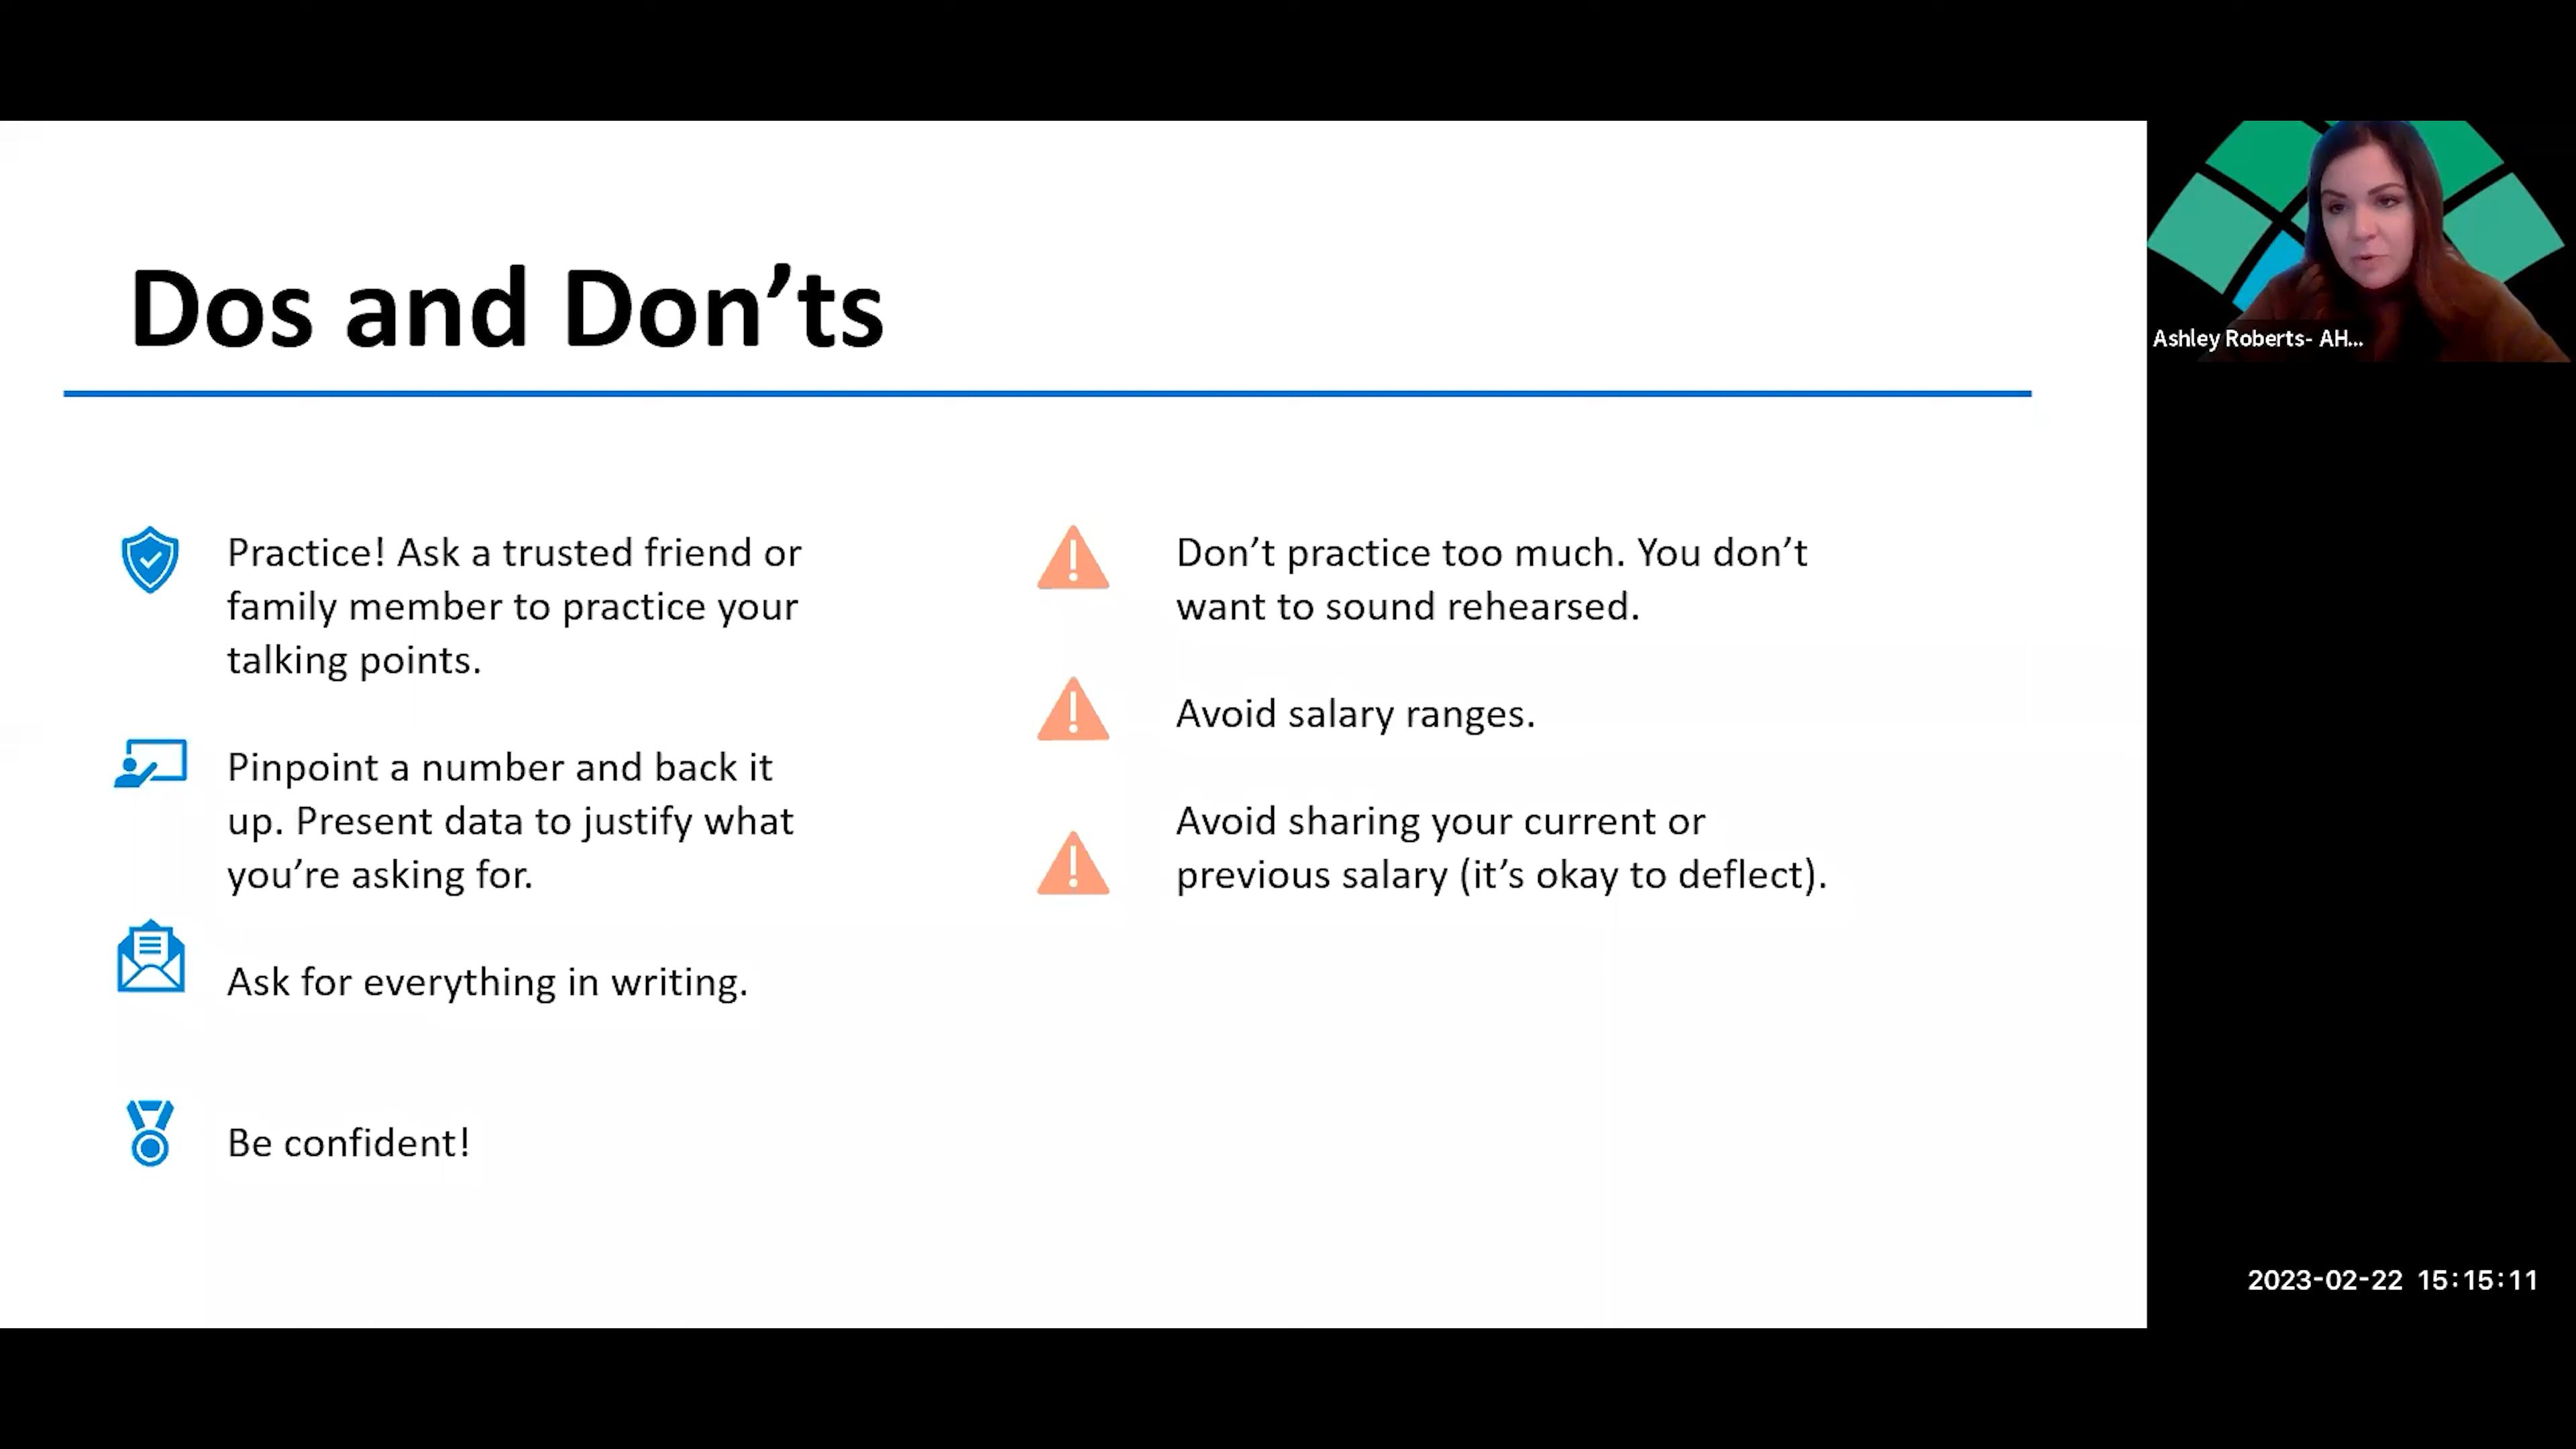 Dos and Don’ts
Practice! Ask a trusted friend or
family member to practice your
talking points.
Pinpoint a number and back it
up. Present data to justify what
you’re asking for.
Ask for everything in writing.
Be confident!
Don’t practice too much. You don’t
want to sound rehearsed.
Avoid salary ranges.
Avoid sharing your current or
previous salary (it’s okay to deflect).
Ashley Roberts- AH...
2023-02-22 15:15:11